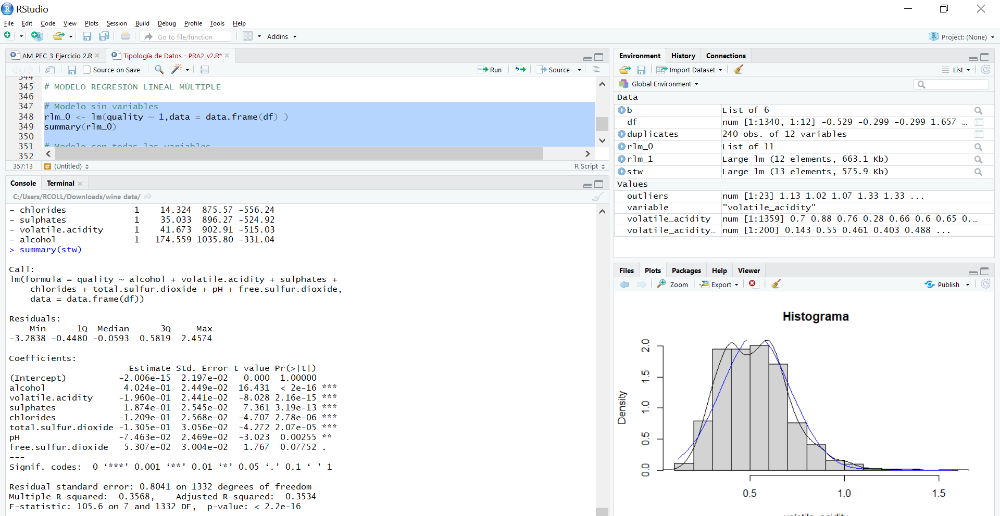 RStudio
File Edit Code View Plots Session Build Debug Profile Tools Help
Go to file/function Addins Project: (None)
AM_PEC_3_Ejercicio 2.R Tipología de Datos - PRA2_v2.R*
Source on Save Run Source
344
345 # MODELO REGRESIÓN LINEAL MÚLTIPLE
346
347 # Modelo sin variables
348 rlm_0 <- lm(quality ~ 1,data = data.frame(df) )
349 summary(rlm_0)
350
351 # Modelo con todas las variables
352
357:13 (Untitled) R Script
Console Terminal
C:/Users/RCOLL/Downloads/wine_data/
- chlorides 1 14.324 875.57 -556.24
- sulphates 1 35.033 896.27 -524.92
- volatile.acidity 1 41.673 902.91 -515.03
- alcohol 1 174.559 1035.80 -331.04
> summary(stw)
Call:
lm(formula = quality ~ alcohol + volatile.acidity + sulphates +
chlorides + total.sulfur.dioxide + pH + free.sulfur.dioxide,
data = data.frame(df))
Residuals:
Min 1Q Median 3Q Max
-3.2838 -0.4480 -0.0593 0.5819 2.4574
Coefficients:
Estimate Std. Error t value Pr(>|t|)
(Intercept) -2.006e-15 2.197e-02 0.000 1.00000
alcohol 4.024e-01 2.449e-02 16.431 < 2e-16 ***
volatile.acidity -1.960e-01 2.441e-02 -8.028 2.16e-15 ***
sulphates 1.874e-01 2.545e-02 7.361 3.19e-13 ***
chlorides -1.209e-01 2.568e-02 -4.707 2.78e-06 ***
total.sulfur.dioxide -1.305e-01 3.056e-02 -4.272 2.07e-05 ***
pH -7.463e-02 2.469e-02 -3.023 0.00255 **
free.sulfur.dioxide 5.307e-02 3.004e-02 1.767 0.07752 .
---
Signif. codes: 0 ‘***’ 0.001 ‘**’ 0.01 ‘*’ 0.05 ‘.’ 0.1 ‘ ’ 1
Residual standard error: 0.8041 on 1332 degrees of freedom
Multiple R-squared: 0.3568, Adjusted R-squared: 0.3534
F-statistic: 105.6 on 7 and 1332 DF, p-value: < 2.2e-16
Environment History Connections
Import Dataset List
Global Environment
Data
b List of 6
df num [1:1340, 1:12] -0.529 -0.299 -0.299 1.657 …
duplicates 240 obs. of 12 variables
rlm_0 List of 11
rlm_1 Large lm (12 elements, 663.1 Kb)
stw Large lm (13 elements, 575.9 Kb)
Values
outliers num [1:23] 1.13 1.02 1.07 1.33 1.33 ...
variable "volatile_acidity"
volatile_acidity num [1:1359] 0.7 0.88 0.76 0.28 0.66 0.6 0.65 0.…
volatile_acidity… num [1:200] 0.143 0.55 0.461 0.403 0.488 ...
Files Plots Packages Help Viewer
Zoom Export Publish
Histograma
Density
2.0
1.5
1.0
0.5
0.0
0.5 1.0 1.5